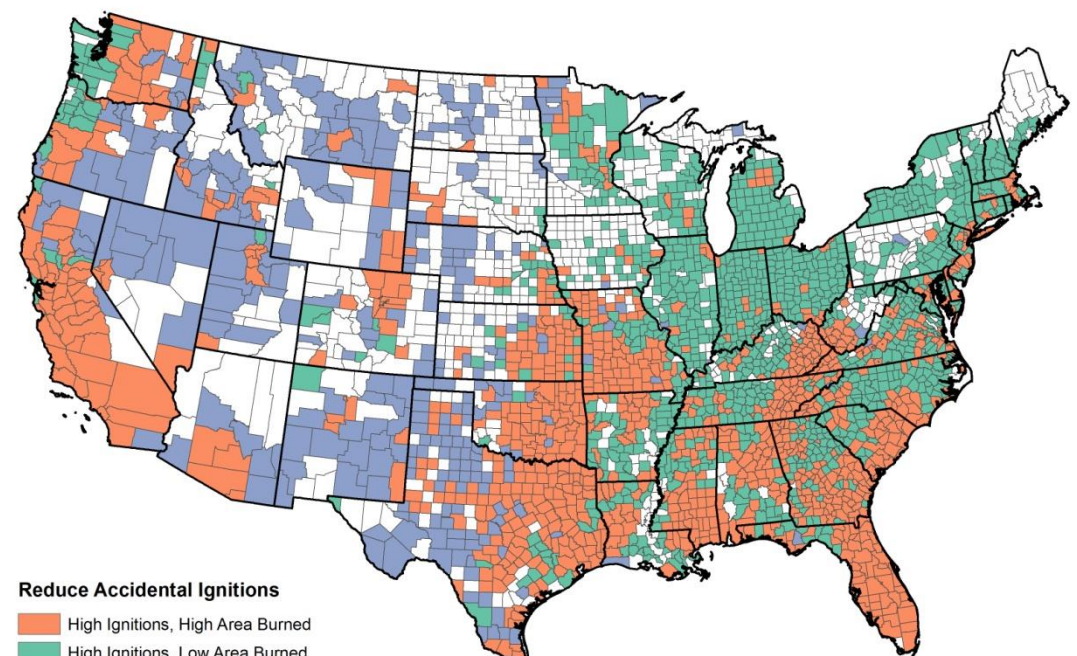 Reduce Accidental Ignitions
High Ignitions, High Area Burned
High Ignitions, Low Area Burned